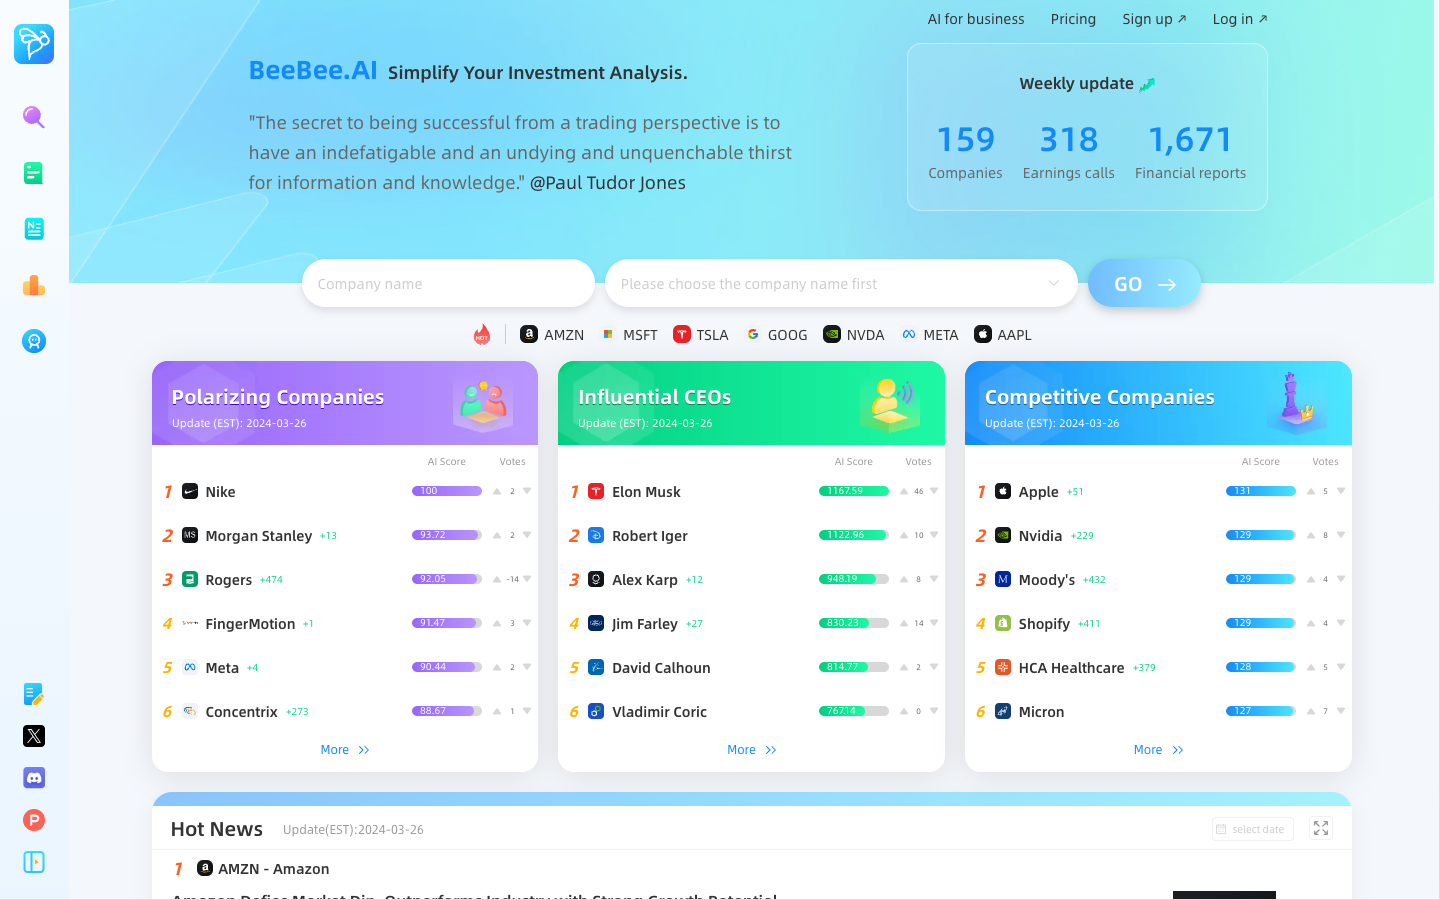 AI for business Pricing Sign up Log in
BeeBee.AI Simplify Your Investment Analysis.
"The secret to being successful from a trading perspective is to
have an indefatigable and an undying and unquenchable thirst
for information and knowledge." @Paul Tudor Jones
Weekly update
159 318 1,671
Companies Earnings calls Financial reports
Company name
Please choose the company name first
GO
HOT AMZN MSFT TSLA GOOG NVDA META AAPL
Polarizing Companies
Update (EST): 2024-03-26
AI Score Votes
1 Nike 100 2
2 Morgan Stanley +13 93.72 2
3 Rogers +474 92.05 -14
4 FingerMotion +1 91.47 3
5 Meta +4 90.44 2
6 Concentrix +273 88.67 1
More
Influential CEOs
Update (EST): 2024-03-26
AI Score Votes
1 Elon Musk 1167.59 46
2 Robert Iger 1122.96 10
3 Alex Karp +12 948.19 8
4 Jim Farley +27 830.23 14
5 David Calhoun 814.77 2
6 Vladimir Coric 767.14 0
More
Competitive Companies
Update (EST): 2024-03-26
AI Score Votes
1 Apple +51 131 5
2 Nvidia +229 129 8
3 Moody's +432 129 4
4 Shopify +411 129 4
5 HCA Healthcare +379 128 5
6 Micron 127 7
More
Hot News Update(EST):2024-03-26 select date
1 AMZN - Amazon
Amazon Defies Market Dip, Outperforms Industry with Strong Growth Potential